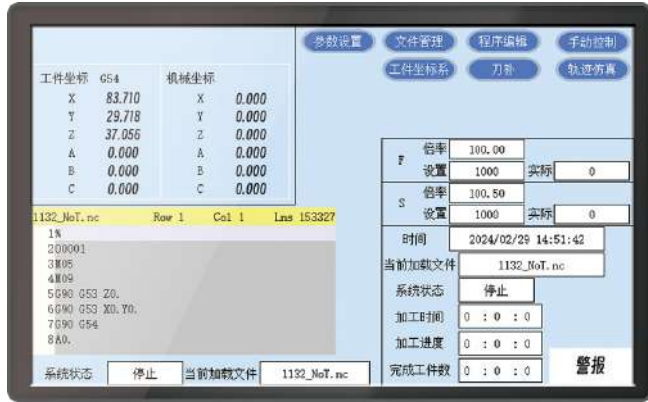 参数设置 文件管理 程序编辑 手动控制
工件坐标系 刀补 轨迹仿真
工件坐标 G54 机械坐标
X 83.710 X 0.000
Y 29.718 Y 0.000
Z 37.056 Z 0.000
A 0.000 A 0.000
B 0.000 B 0.000
C 0.000 C 0.000
1132_NoT.nc Row 1 Col 1 Lns 153327
1%
2O0001
3M05
4M09
5G90 G53 Z0.
6G90 G53 X0.Y0.
7G90 G54
8A0.
系统状态 停止 当前加载文件 1132_NoT.nc
F 倍率 100.00
设置 1000 实际 0
S 倍率 100.50
设置 1000 实际 0
时间 2024/02/29 14:51:42
当前加载文件 1132_NoT.nc
系统状态 停止
加工时间 0 : 0 : 0
加工进度 0 : 0 : 0
完成工件数 0 : 0 : 0
警报